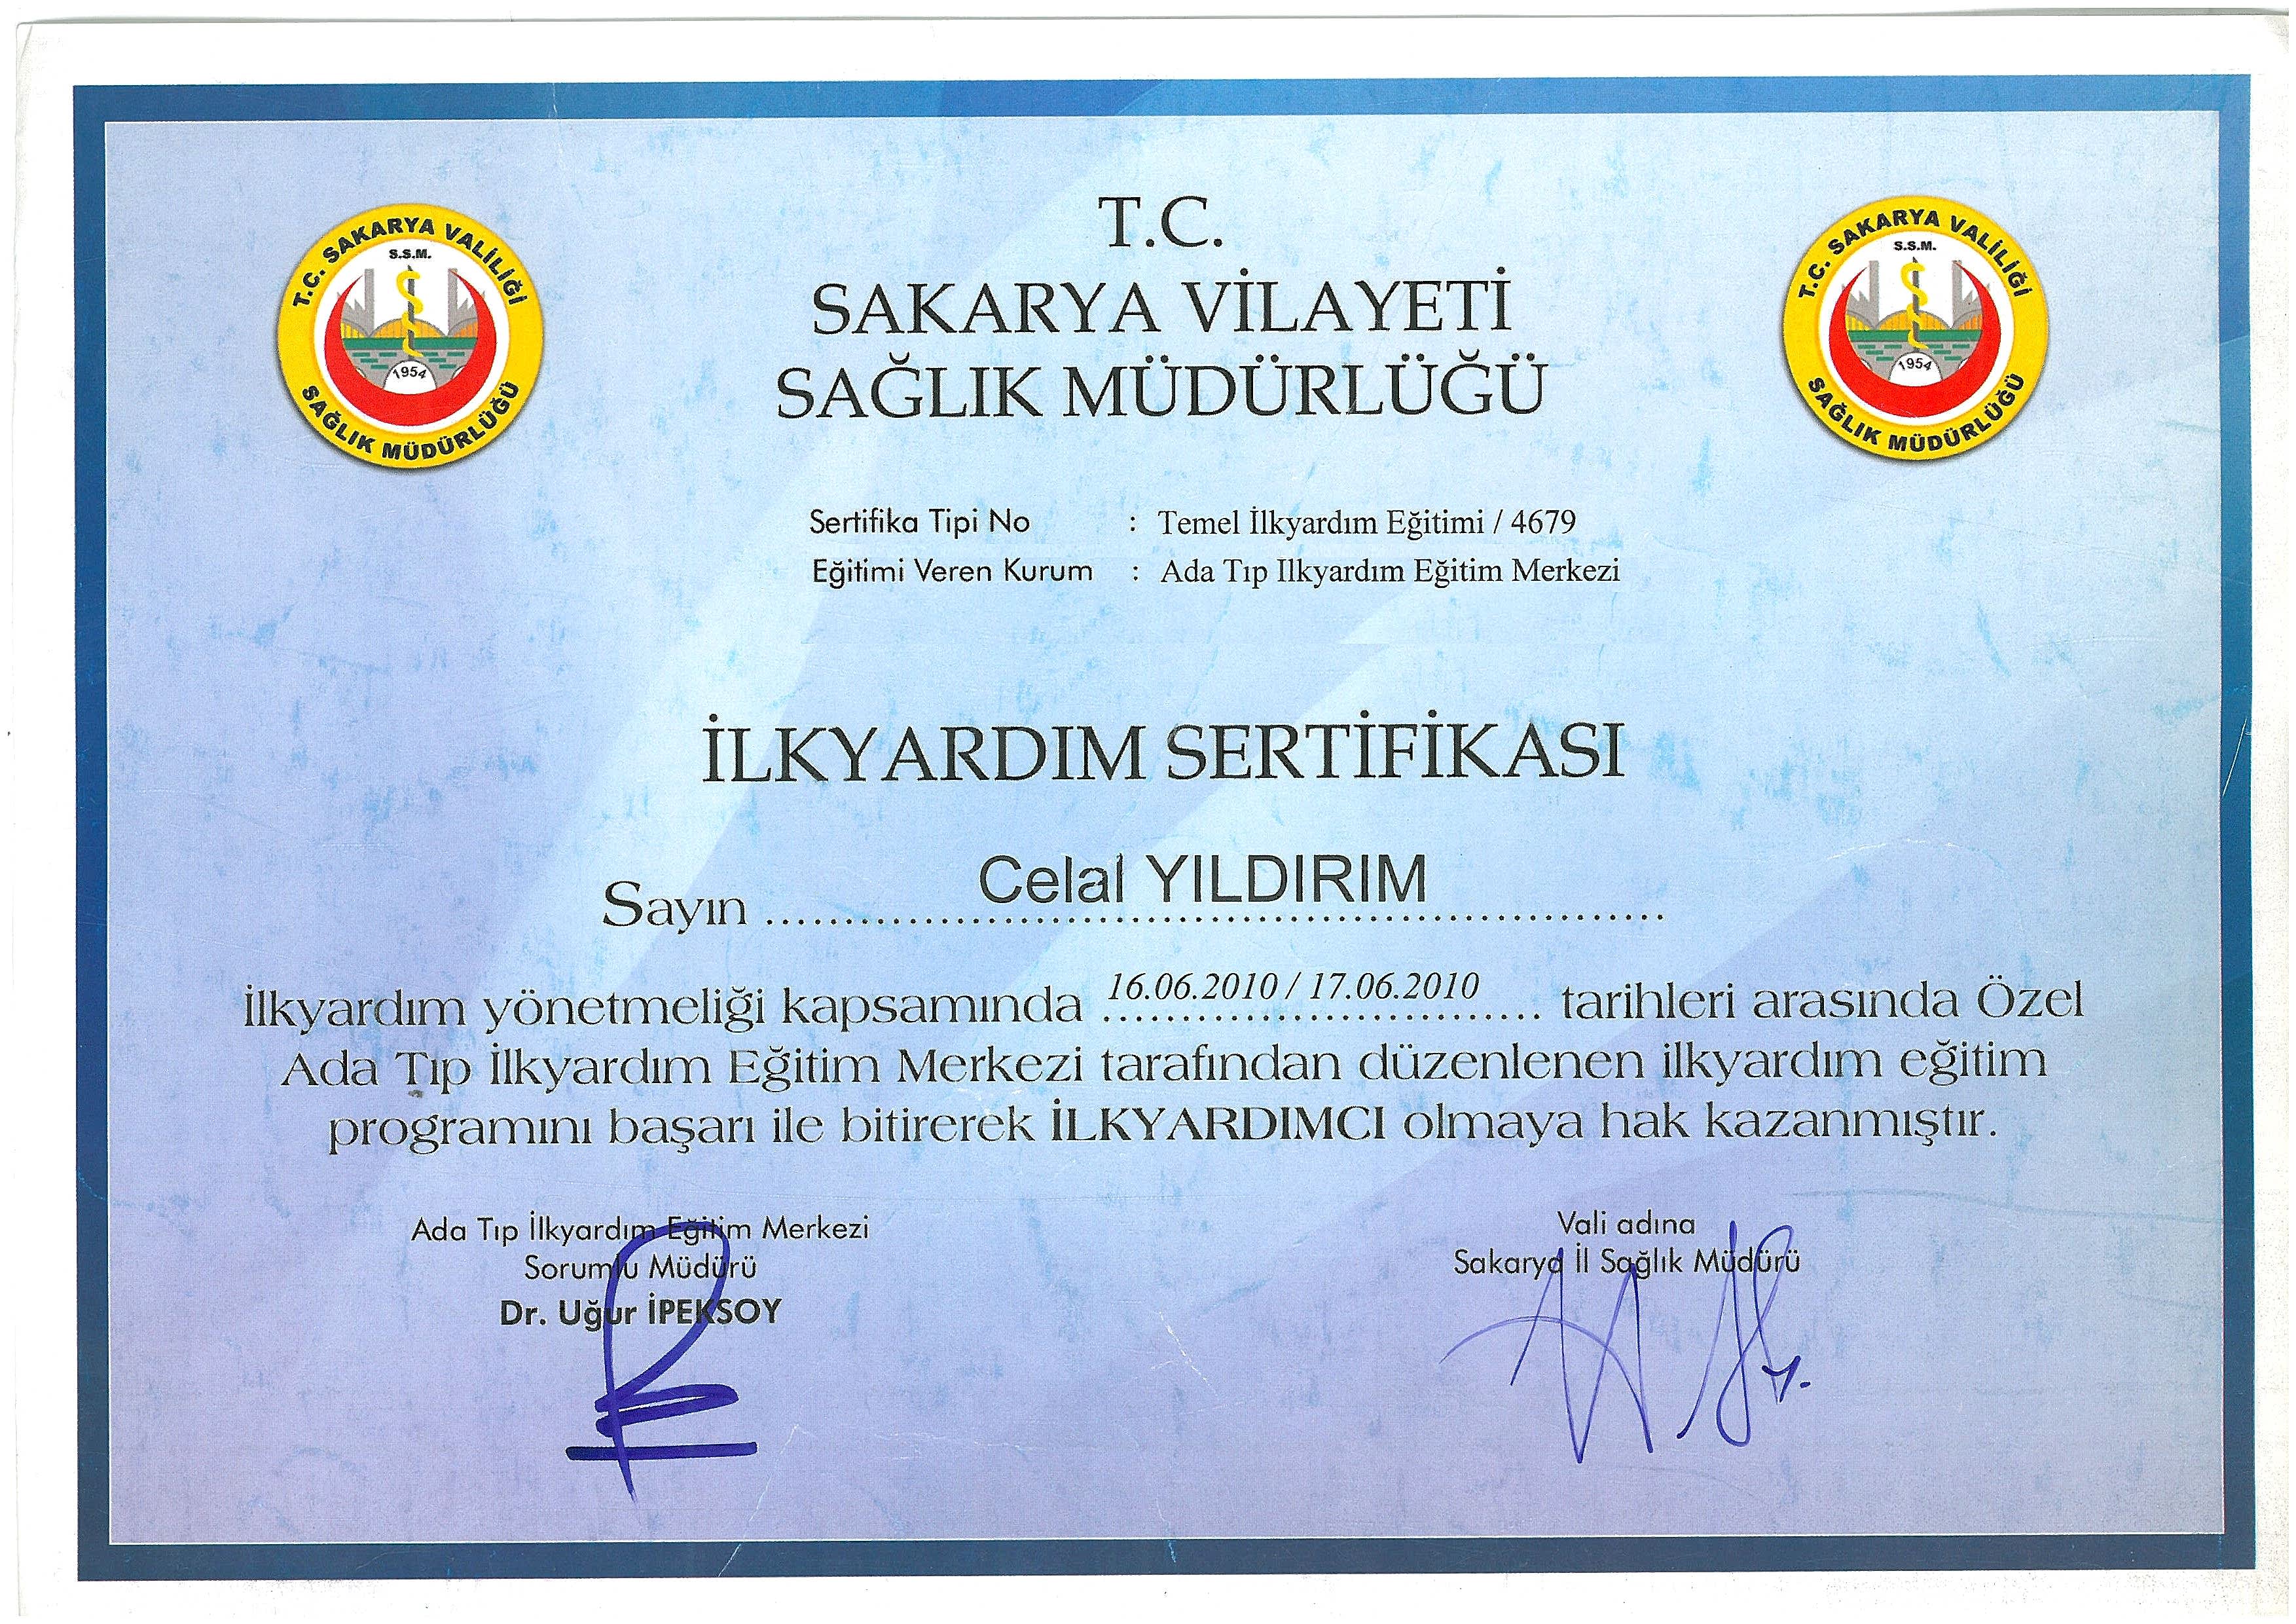 T.C. SAKARYA VALİLİĞİ
S.S.M.
1954
SAĞLIK MÜDÜRLÜĞÜ
T.C.
SAKARYA VİLAYETİ
SAĞLIK MÜDÜRLÜĞÜ
T.C. SAKARYA VALİLİĞİ
S.S.M.
1954
SAĞLIK MÜDÜRLÜĞÜ
Sertifika Tipi No : Temel İlkyardım Eğitimi / 4679
Eğitimi Veren Kurum : Ada Tıp Ilkyardım Eğitim Merkezi
İLKYARDIM SERTİFİKASI
Sayın Celal YILDIRIM
İlkyardım yönetmeliği kapsamında 16.06.2010 / 17.06.2010 tarihleri arasında Özel
Ada Tıp İlkyardım Eğitim Merkezi tarafından düzenlenen ilkyardım eğitim
programını başarı ile bitirerek İLKYARDIMCI olmaya hak kazanmıştır.
Ada Tıp İlkyardım Eğitim Merkezi
Sorumlu Müdürü
Dr. Uğur İPEKSOY
Vali adına
Sakarya İl Sağlık Müdürü